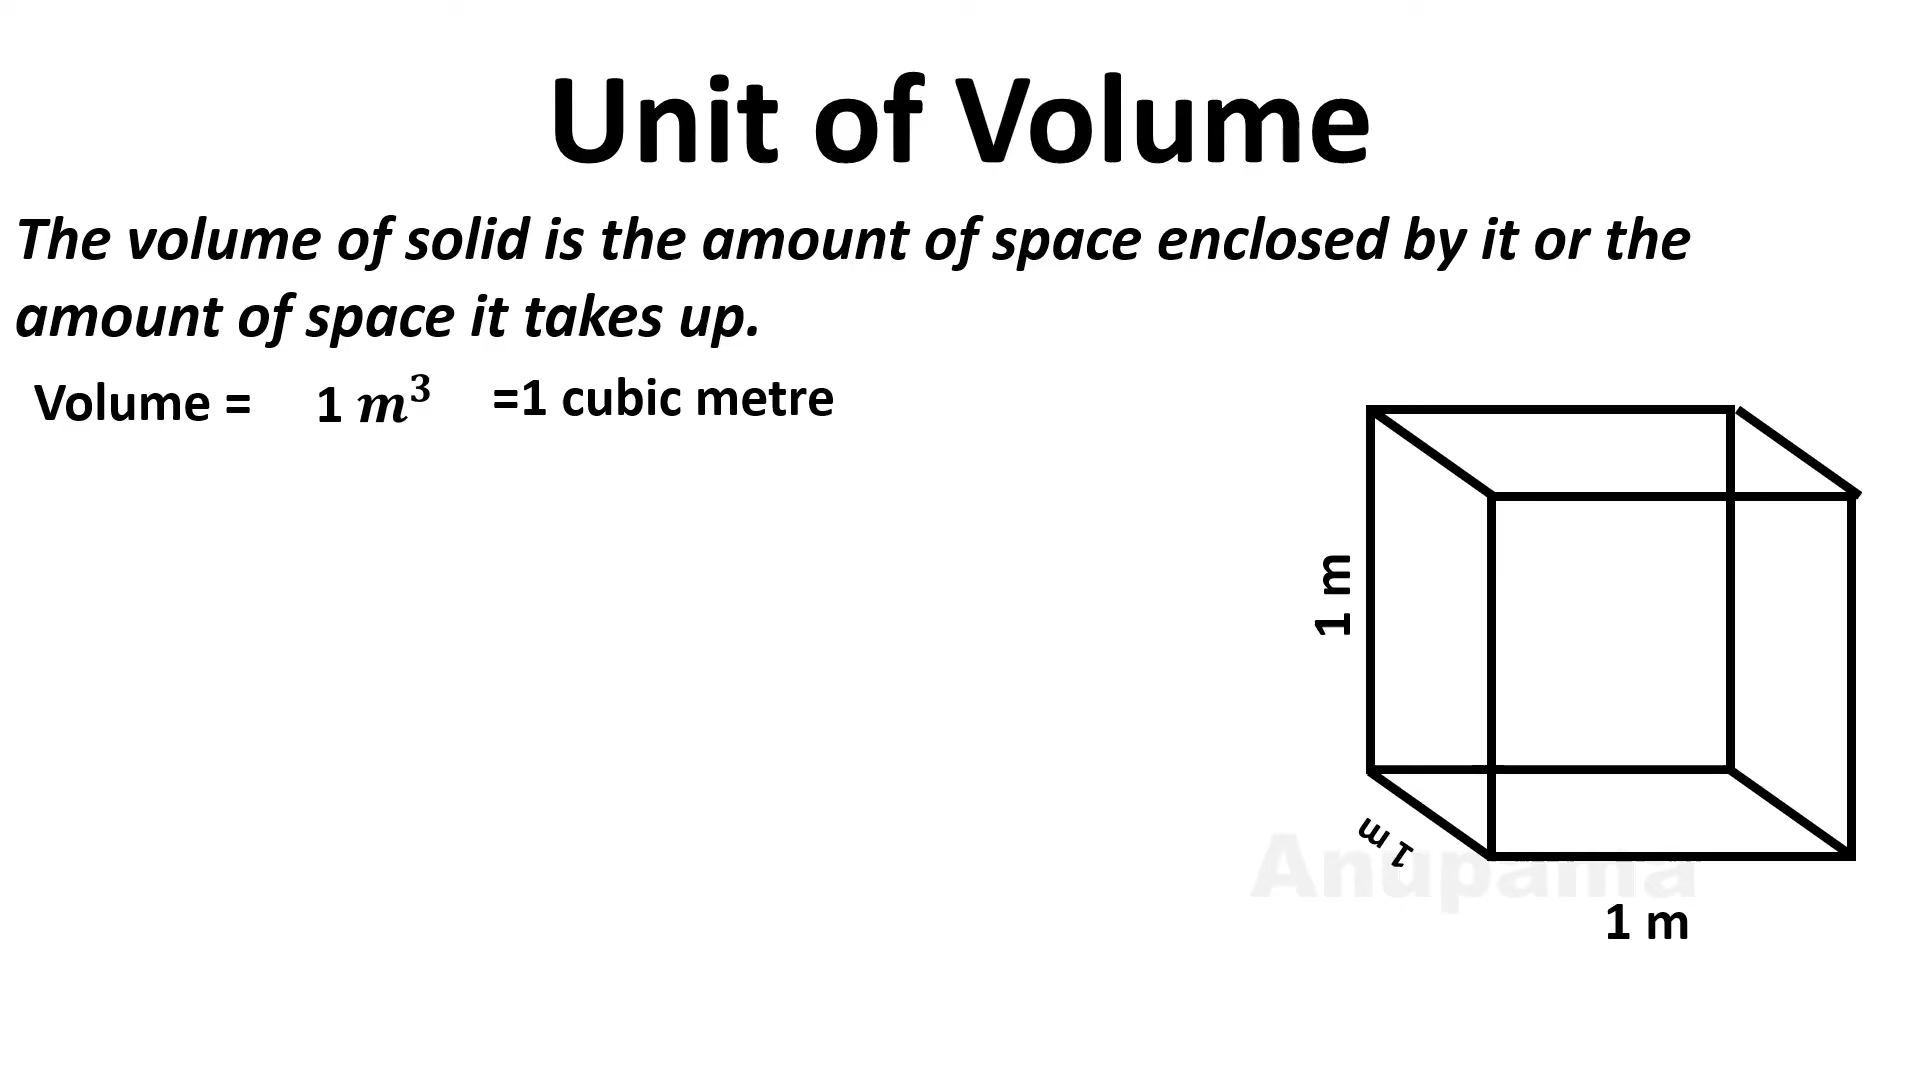 Unit of Volume
The volume of solid is the amount of space enclosed by it or the
amount of space it takes up.
Volume = 1 m³ =1 cubic metre
1 m
1 m
Anupama
1 m